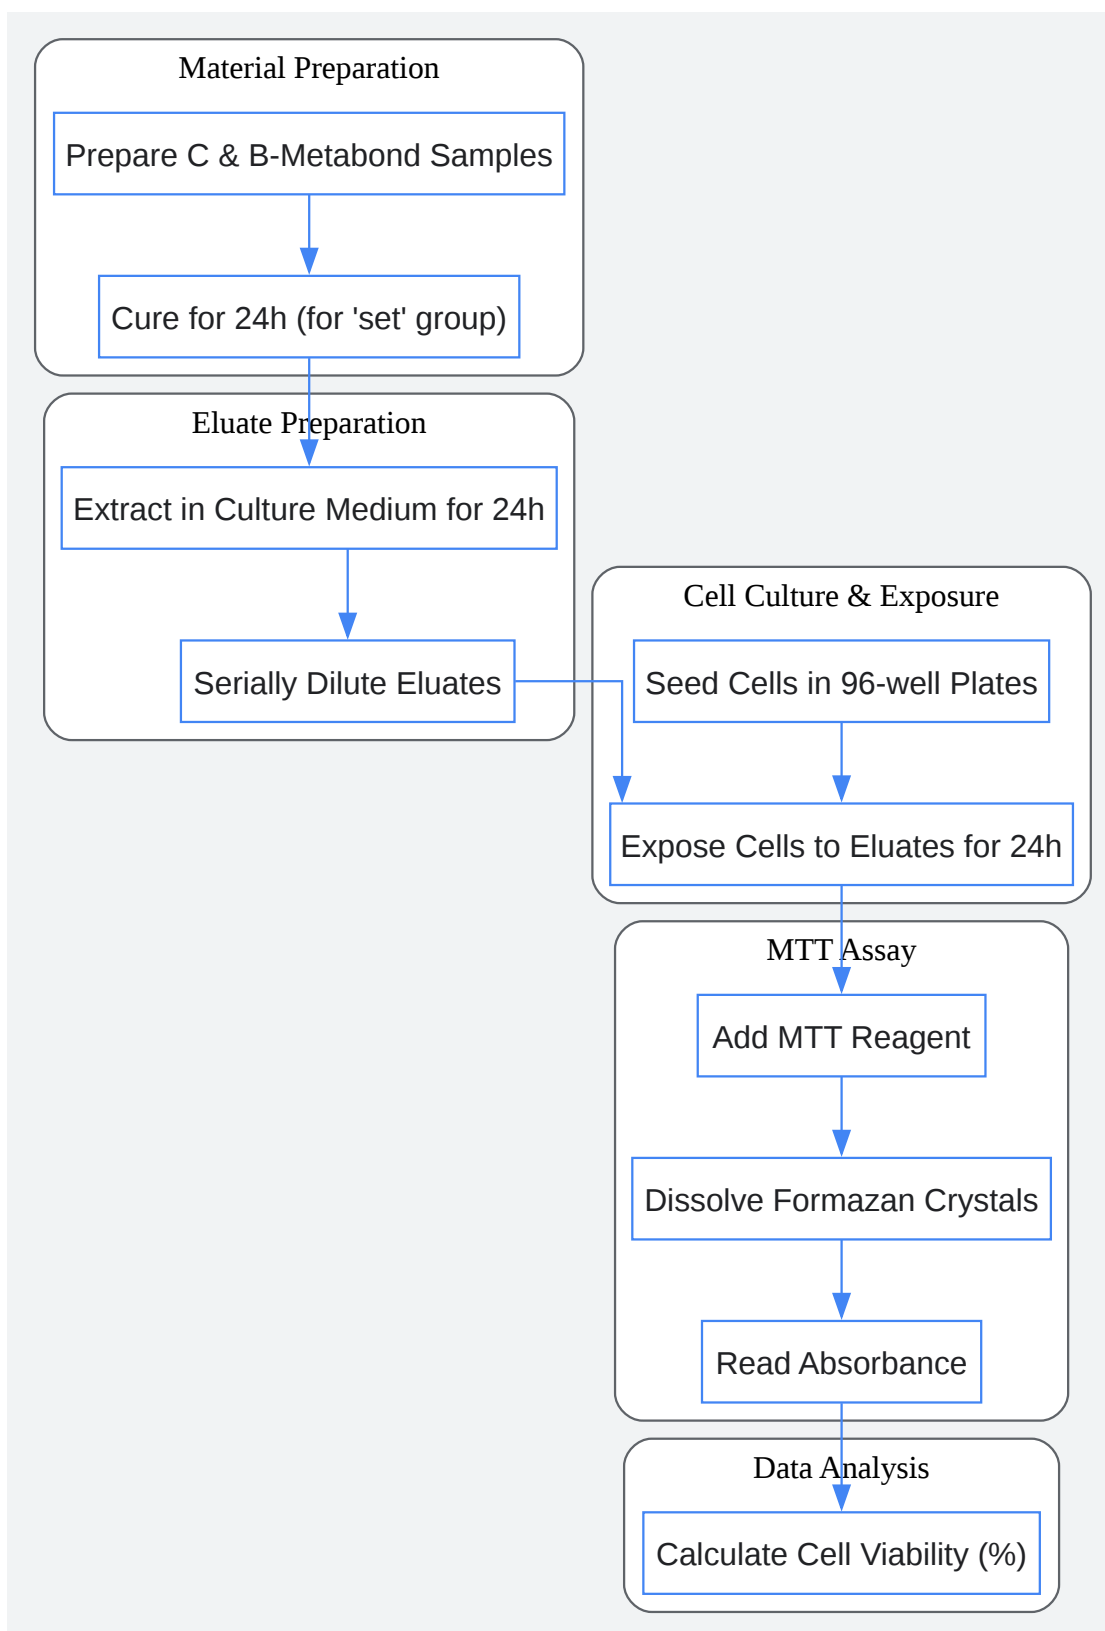 Material Preparation
Prepare C & B-Metabond Samples
Cure for 24h (for 'set' group)
Eluate Preparation
Extract in Culture Medium for 24h
Serially Dilute Eluates
Cell Culture & Exposure
Seed Cells in 96-well Plates
Expose Cells to Eluates for 24h
MTT Assay
Add MTT Reagent
Dissolve Formazan Crystals
Read Absorbance
Data Analysis
Calculate Cell Viability (%)